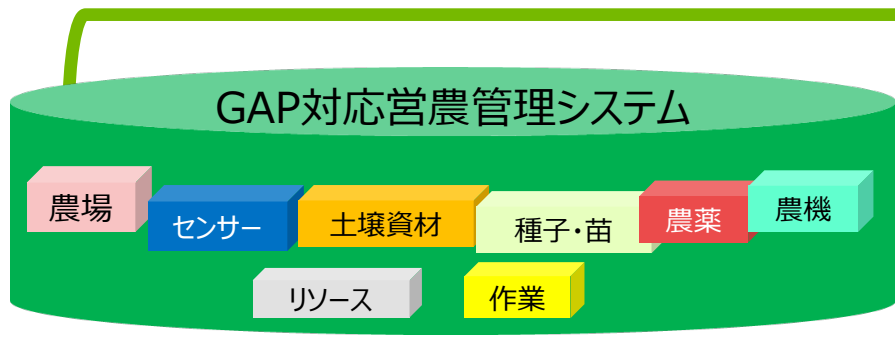 GAP対応営農管理システム
農場
センサー
土壌資材
種子・苗
農薬
農機
リソース
作業